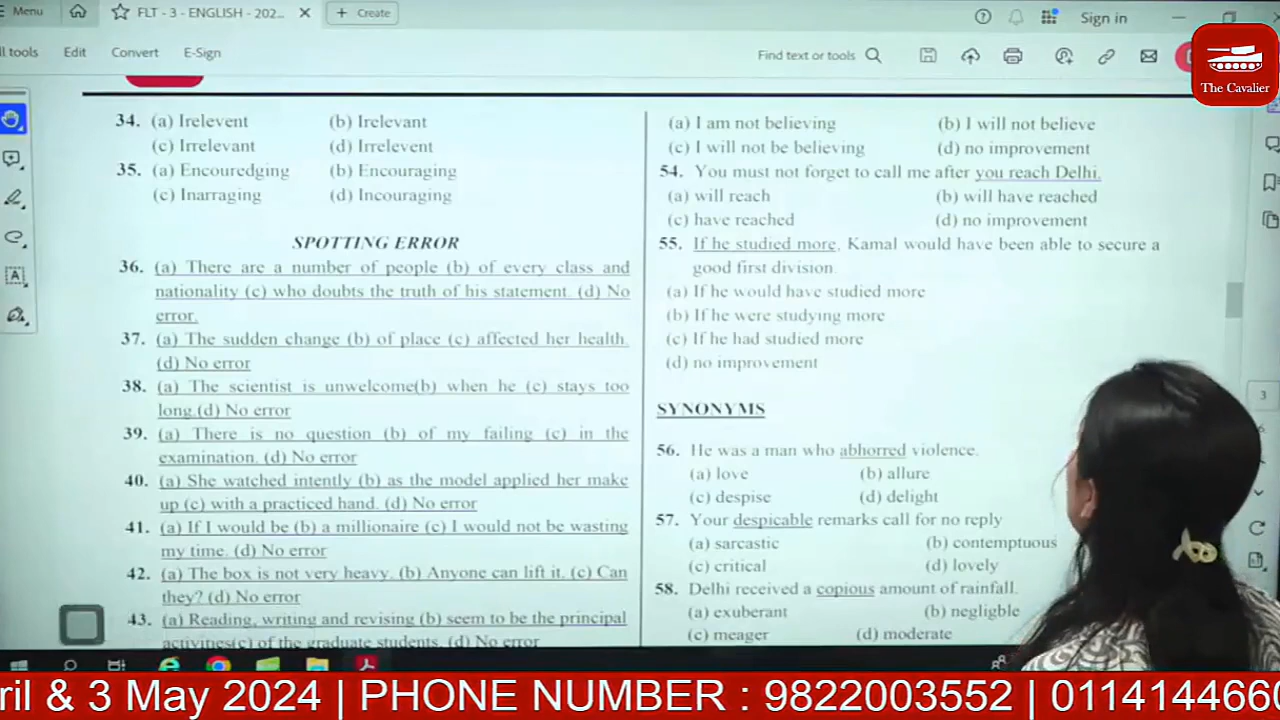 Menu
FLT - 3 - ENGLISH - 202...
Create
Sign in
ll tools
Edit
Convert
E-Sign
Find text or tools
The Cavalier
34. (a) Irelevent (b) Irelevant
(c) Irrelevant (d) Irrelevent
35. (a) Encouredging (b) Encouraging
(c) Inarraging (d) Incouraging
SPOTTING ERROR
36. (a) There are a number of people (b) of every class and
nationality (c) who doubts the truth of his statement. (d) No
error.
37. (a) The sudden change (b) of place (c) affected her health.
(d) No error
38. (a) The scientist is unwelcome(b) when he (c) stays too
long.(d) No error
39. (a) There is no question (b) of my failing (c) in the
examination. (d) No error
40. (a) She watched intently (b) as the model applied her make
up (c) with a practiced hand. (d) No error
41. (a) If I would be (b) a millionaire (c) I would not be wasting
my time. (d) No error
42. (a) The box is not very heavy. (b) Anyone can lift it. (c) Can
they? (d) No error
43. (a) Reading, writing and revising (b) seem to be the principal
activines(c) of the graduate students. (d) No error
(a) I am not believing (b) I will not believe
(c) I will not be believing (d) no improvement
54. You must not forget to call me after you reach Delhi.
(a) will reach (b) will have reached
(c) have reached (d) no improvement
55. If he studied more, Kamal would have been able to secure a
good first division.
(a) If he would have studied more
(b) If he were studying more
(c) If he had studied more
(d) no improvement
SYNONYMS
56. He was a man who abhorred violence.
(a) love (b) allure
(c) despise (d) delight
57. Your despicable remarks call for no reply
(a) sarcastic (b) contemptuous
(c) critical (d) lovely
58. Delhi received a copious amount of rainfall.
(a) exuberant (b) negligble
(c) meager (d) moderate
3
ril & 3 May 2024 | PHONE NUMBER : 9822003552 | 0114144660